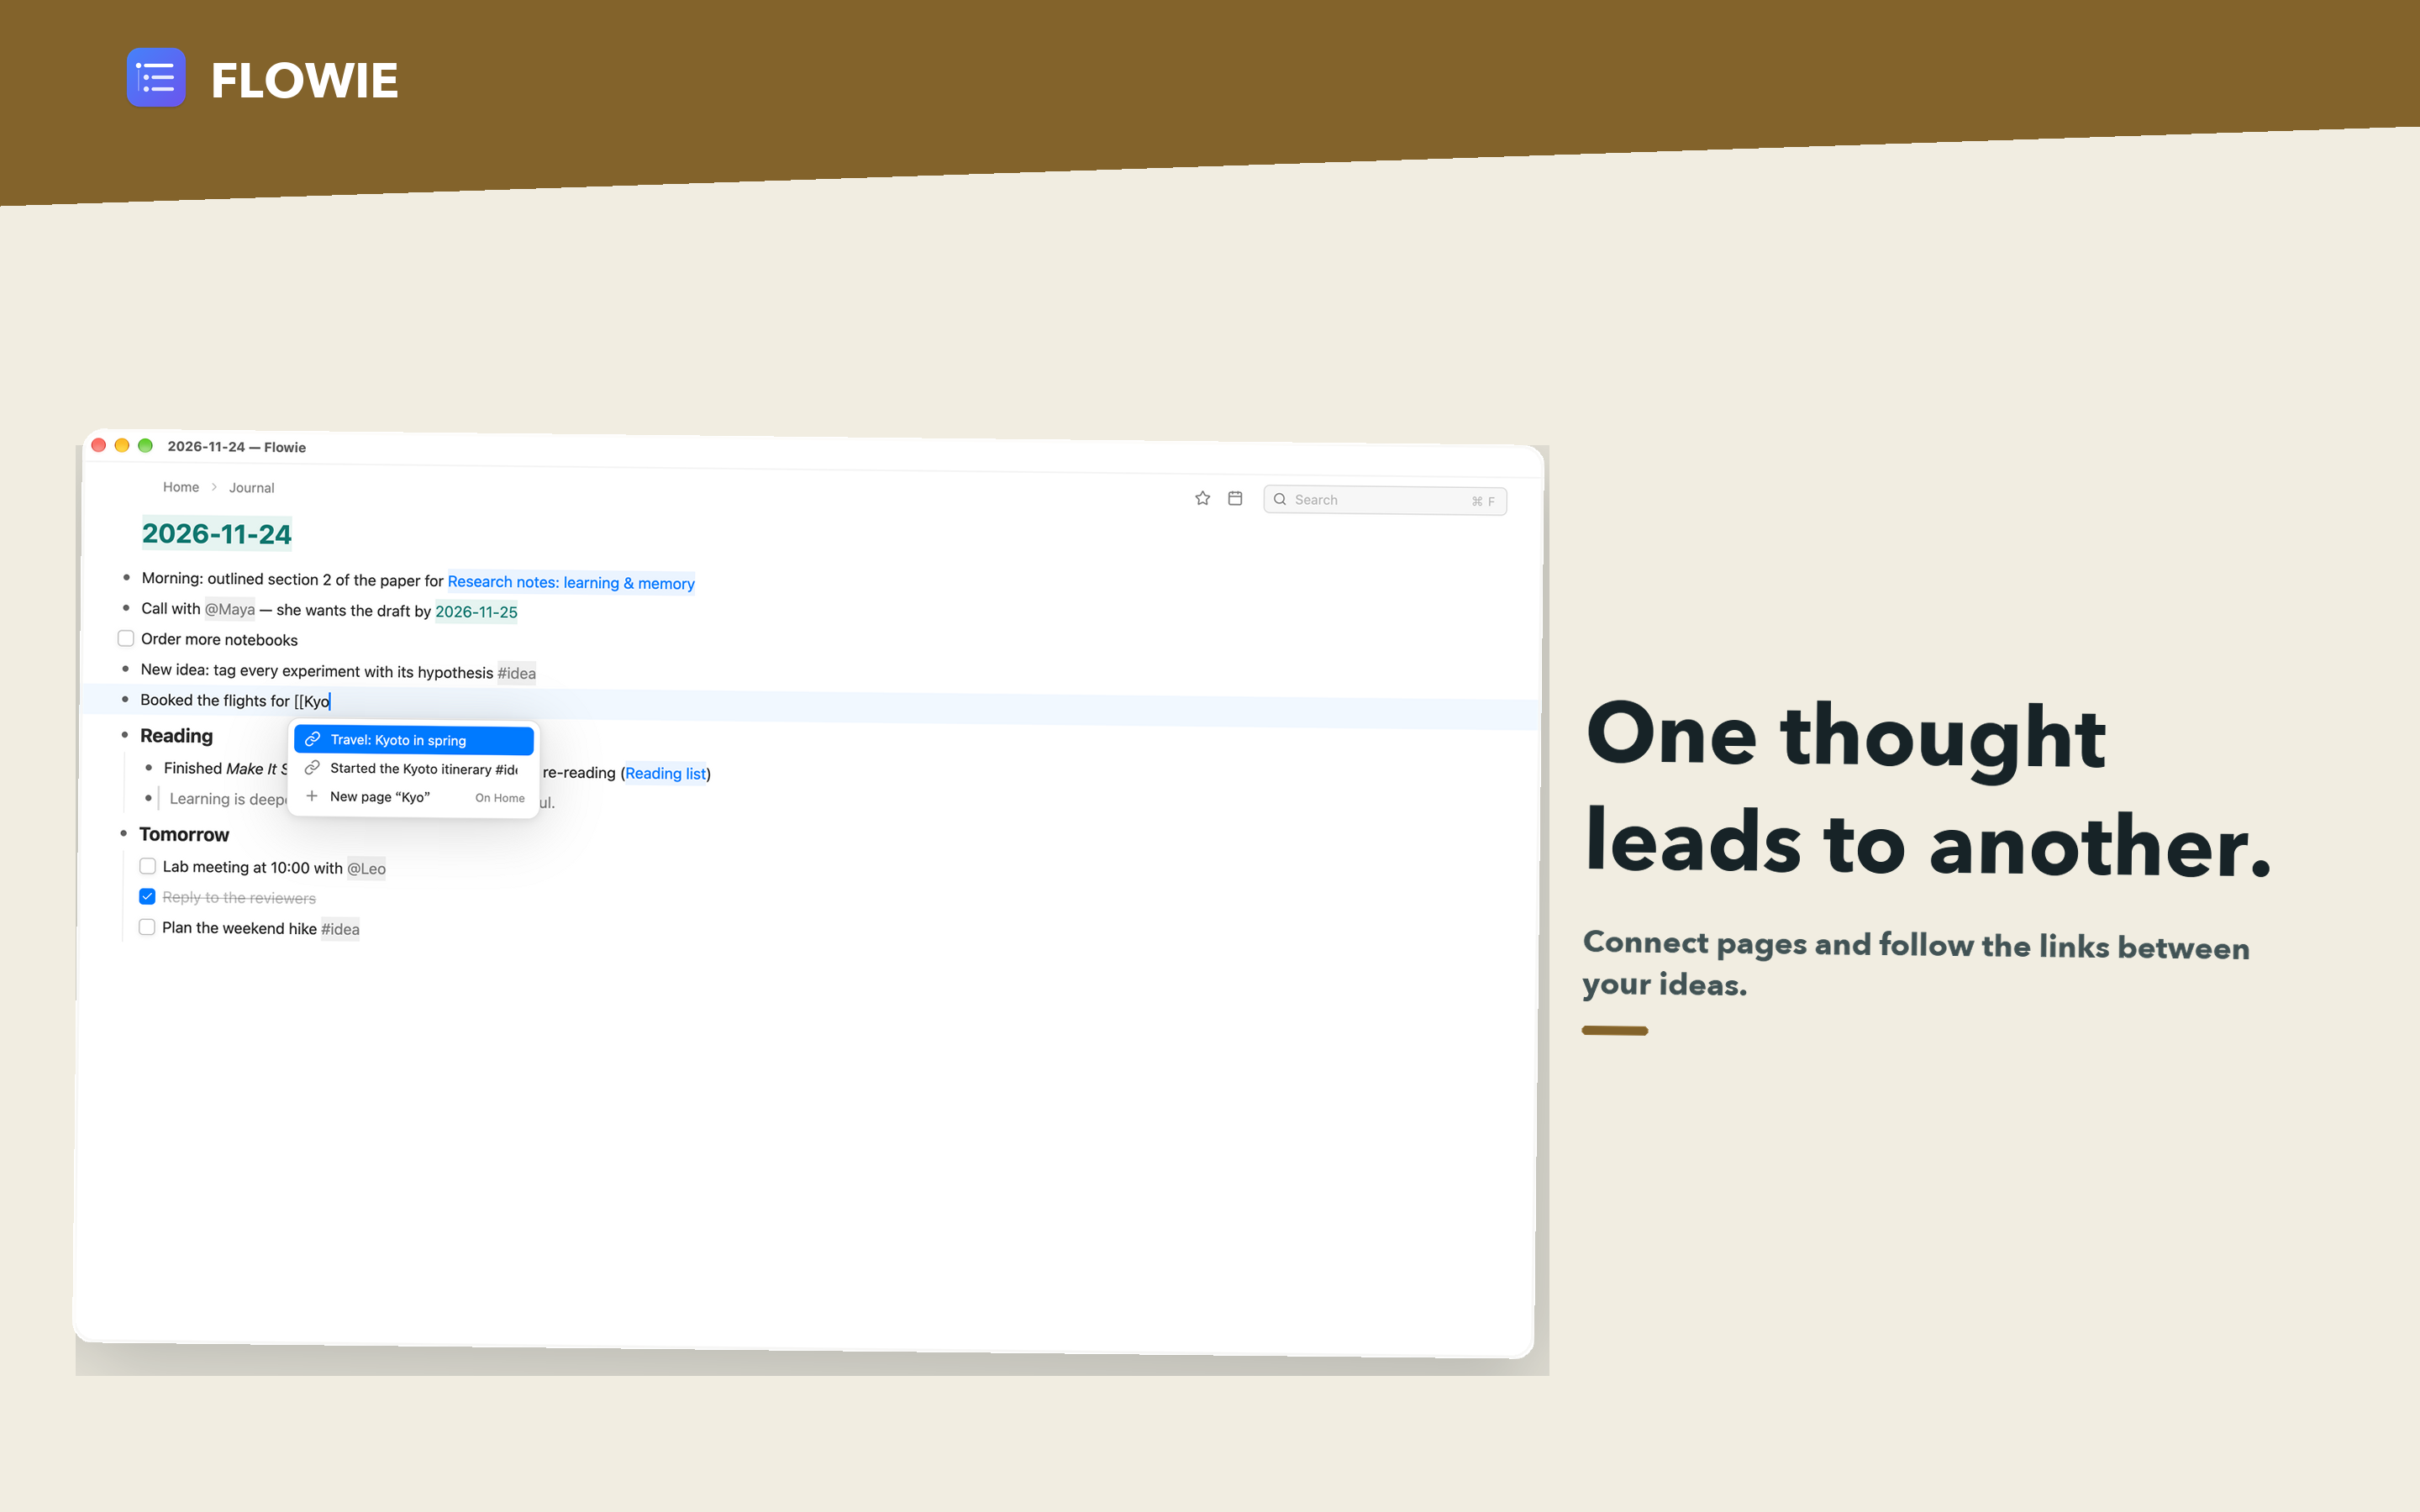 FLOWIE
2026-11-24 — Flowie
Home > Journal
Search ⌘ F
2026-11-24
• Morning: outlined section 2 of the paper for Research notes: learning & memory
• Call with @Maya — she wants the draft by 2026-11-25
Order more notebooks
• New idea: tag every experiment with its hypothesis #idea
• Booked the flights for [[Kyo
Travel: Kyoto in spring
Started the Kyoto itinerary
New page “Kyo” On Home
• Reading
• Finished Make It re-reading (Reading list)
• Learning is
• Tomorrow
Lab meeting at 10:00 with @Leo
Reply to the reviewers
Plan the weekend hike #idea
One thought
leads to another.
Connect pages and follow the links between
your ideas.